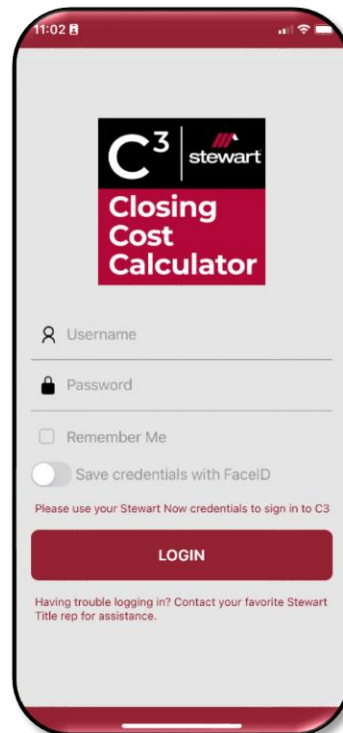 11:02
C3
stewart
Closing
Cost
Calculator
Username
Password
Remember Me
Save credentials with FaceID
Please use your Stewart Now credentials to sign in to C3
LOGIN
Having trouble logging in? Contact your favorite Stewart
Title rep for assistance.